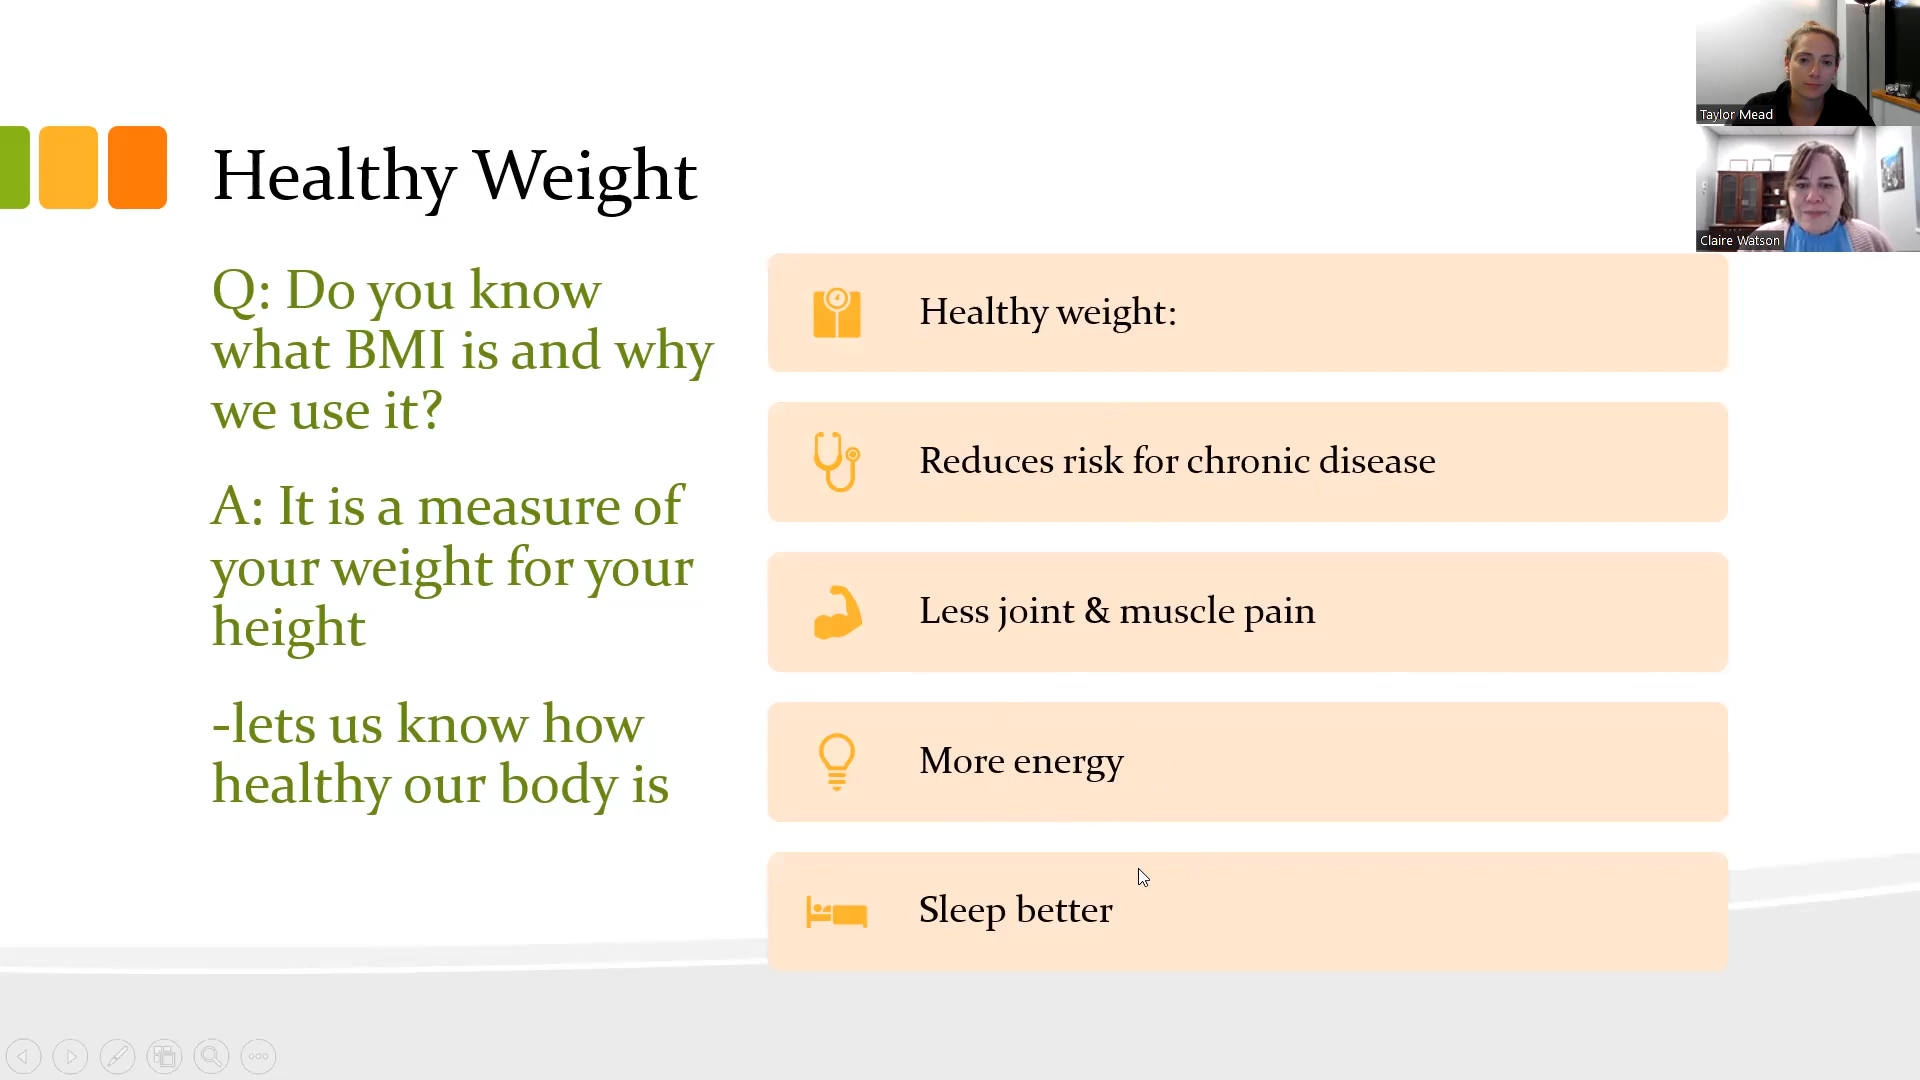 Taylor Mead
Claire Watson
Healthy Weight
Q: Do you know
what BMI is and why
we use it?
A: It is a measure of
your weight for your
height
-lets us know how
healthy our body is
Healthy weight:
Reduces risk for chronic disease
Less joint & muscle pain
More energy
Sleep better